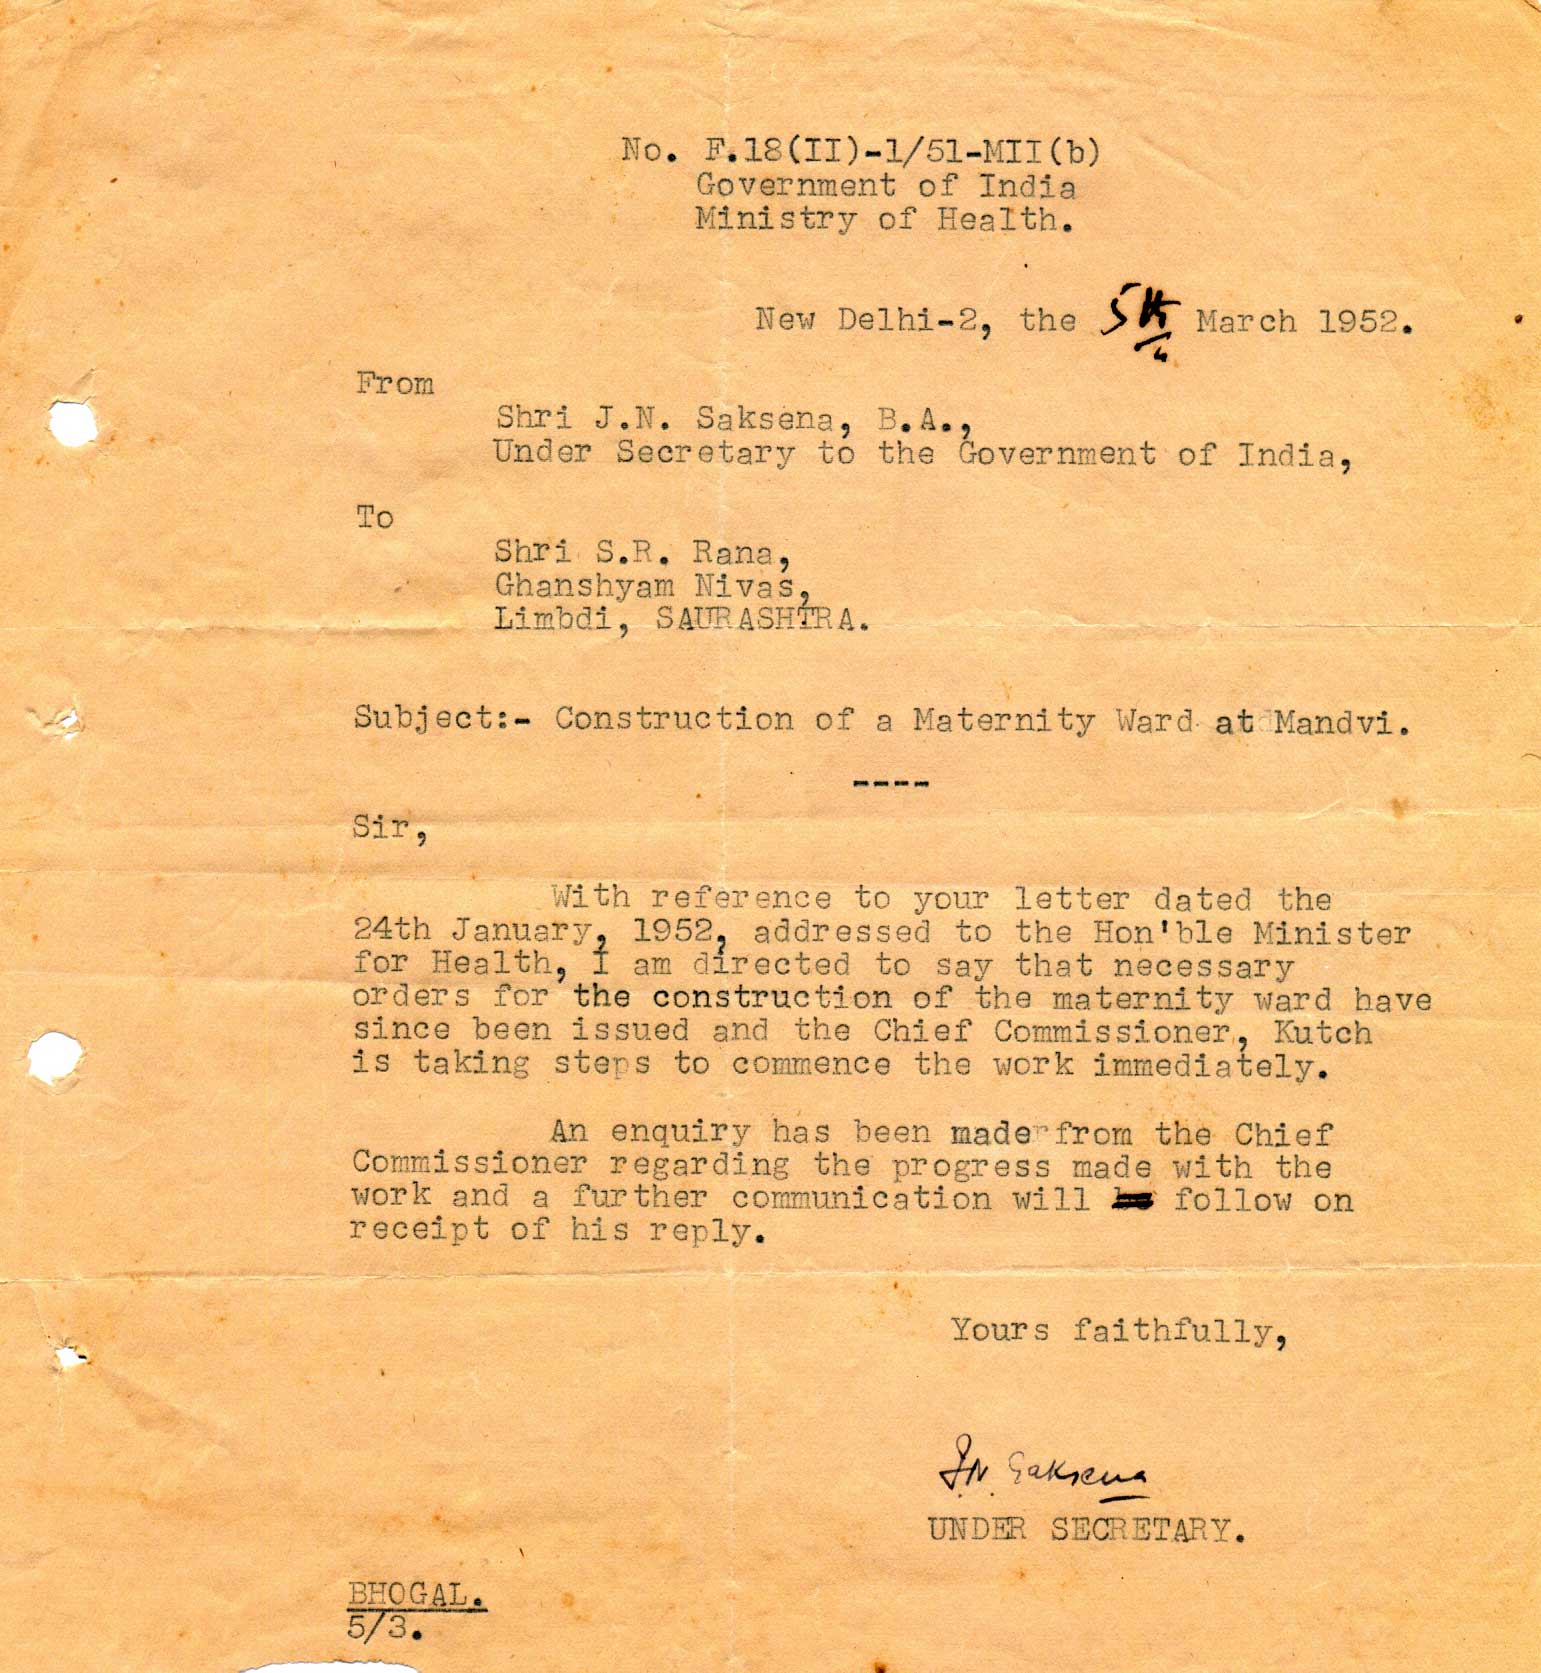 No. F.18(II)-1/51-MII(b)
Government of India
Ministry of Health.
New Delhi-2, the 5th March 1952.
From
Shri J.N. Saksena, B.A.,
Under Secretary to the Government of India,
To
Shri S.R. Rana,
Ghanshyam Nivas,
Limbdi, SAURASHTRA.
Subject:- Construction of a Maternity Ward at Mandvi.
----
Sir,
With reference to your letter dated the
24th January, 1952, addressed to the Hon'ble Minister
for Health, I am directed to say that necessary
orders for the construction of the maternity ward have
since been issued and the Chief Commissioner, Kutch
is taking steps to commence the work immediately.
An enquiry has been made from the Chief
Commissioner regarding the progress made with the
work and a further communication will follow on
receipt of his reply.
Yours faithfully,
J.N. Saksena
UNDER SECRETARY.
BHOGAL.
5/3.